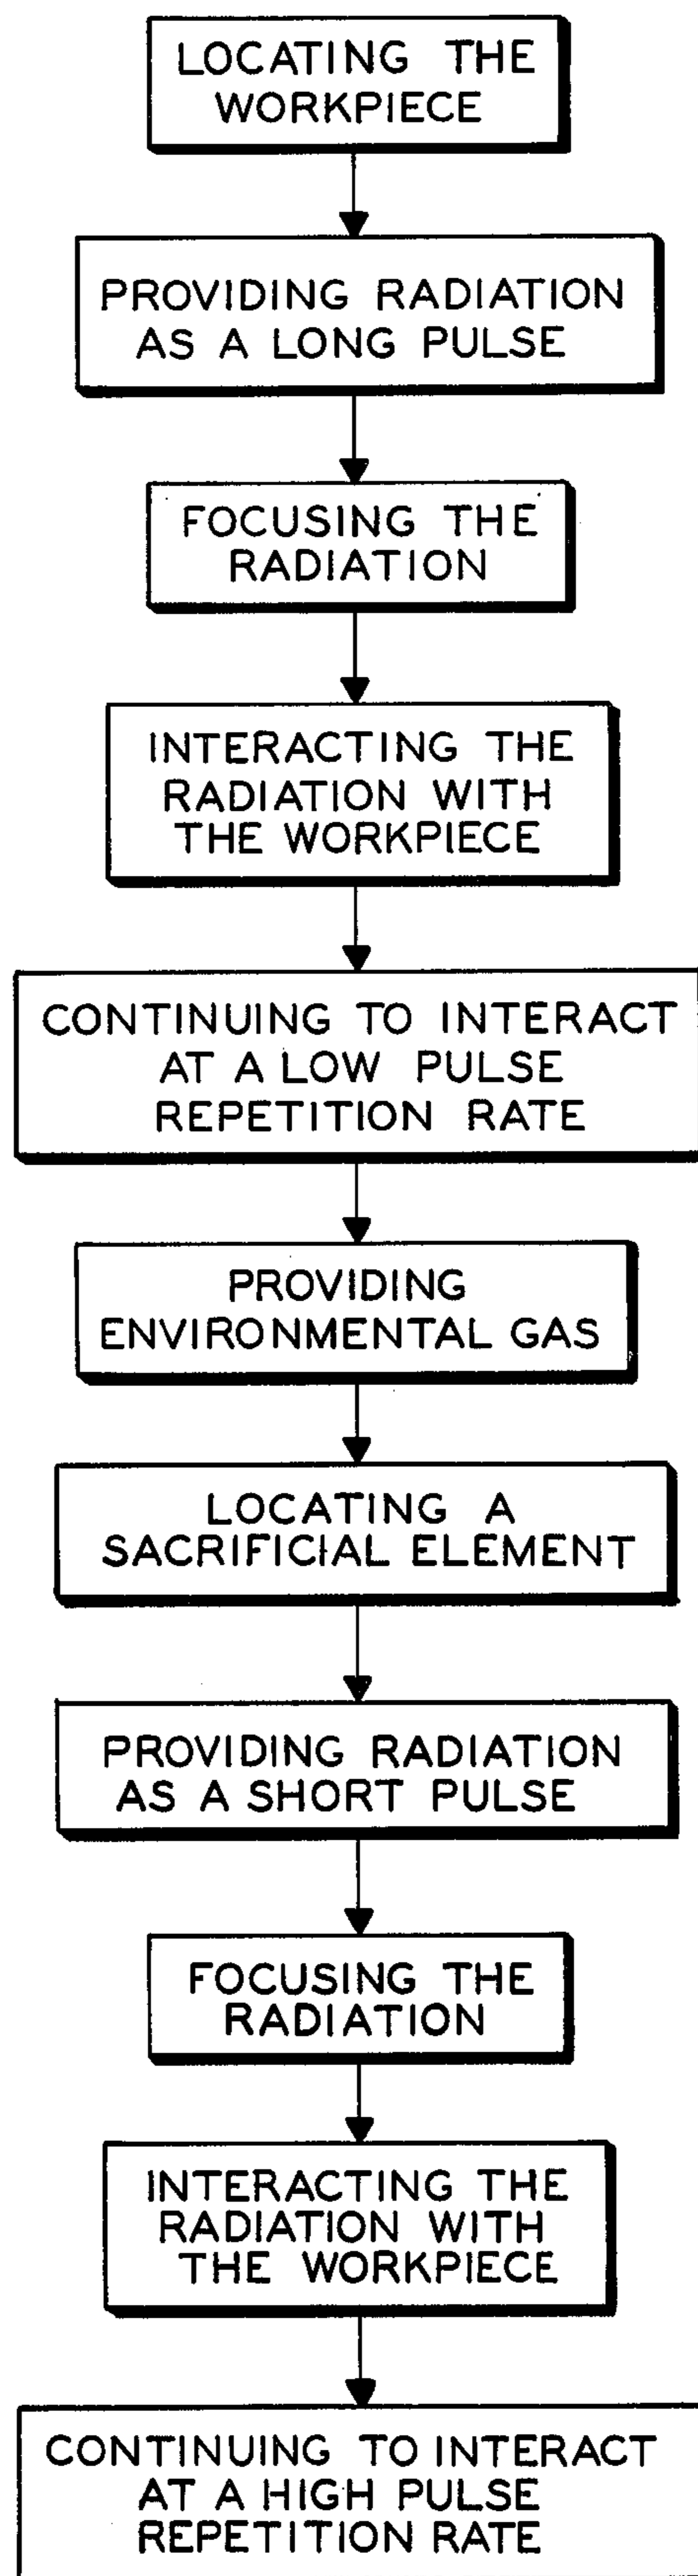 LOCATING THE
WORKPIECE
PROVIDING RADIATION
AS A LONG PULSE
FOCUSING THE
RADIATION
INTERACTING THE
RADIATION WITH
THE WORKPIECE
CONTINUING TO INTERACT
AT A LOW PULSE
REPETITION RATE
PROVIDING
ENVIRONMENTAL GAS
LOCATING A
SACRIFICIAL ELEMENT
PROVIDING RADIATION
AS A SHORT PULSE
FOCUSING THE
RADIATION
INTERACTING THE
RADIATION WITH
THE WORKPIECE
CONTINUING TO INTERACT
AT A HIGH PULSE
REPETITION RATE